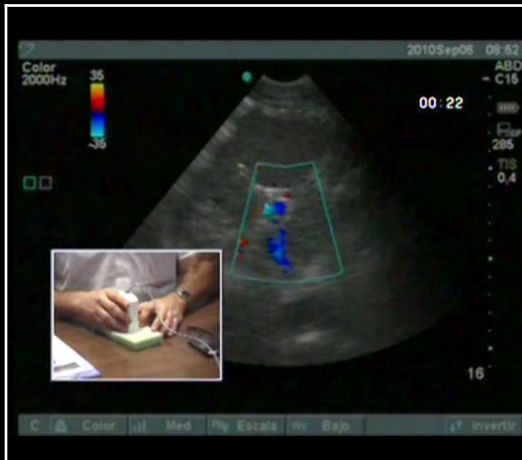 2010Sep06 08:52
Color
2000Hz
35
-35
ABD
C15
00:22
285
TIS
0,4
16
C Color Med Escala Bajo Invertir